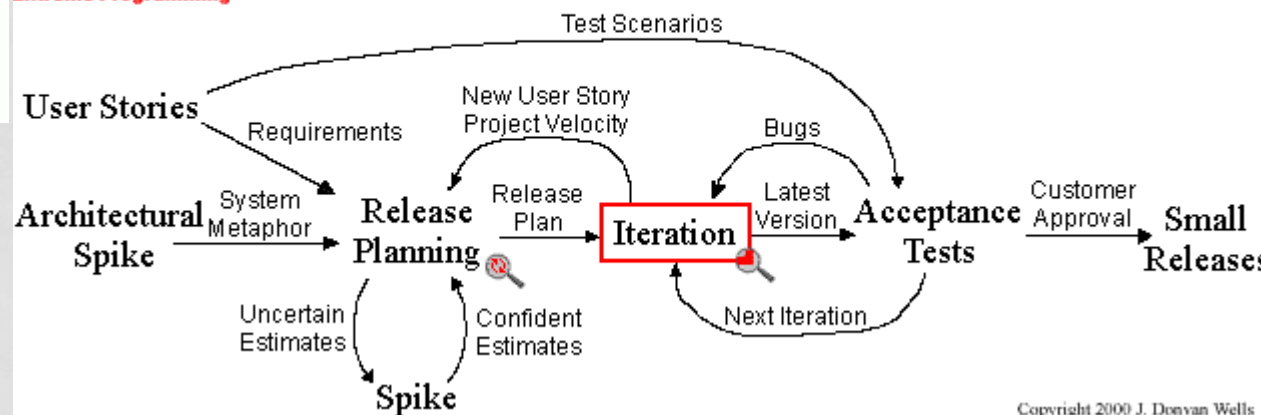 Test Scenarios
User Stories
New User Story
Project Velocity
Bugs
Requirements
Architectural
Spike
System
Metaphor
Release
Planning
Release
Plan
Iteration
Latest
Version
Acceptance
Tests
Customer
Approval
Small
Releases
Uncertain
Estimates
Confident
Estimates
Next Iteration
Spike
Copyright 2000 J. Donvan Wells